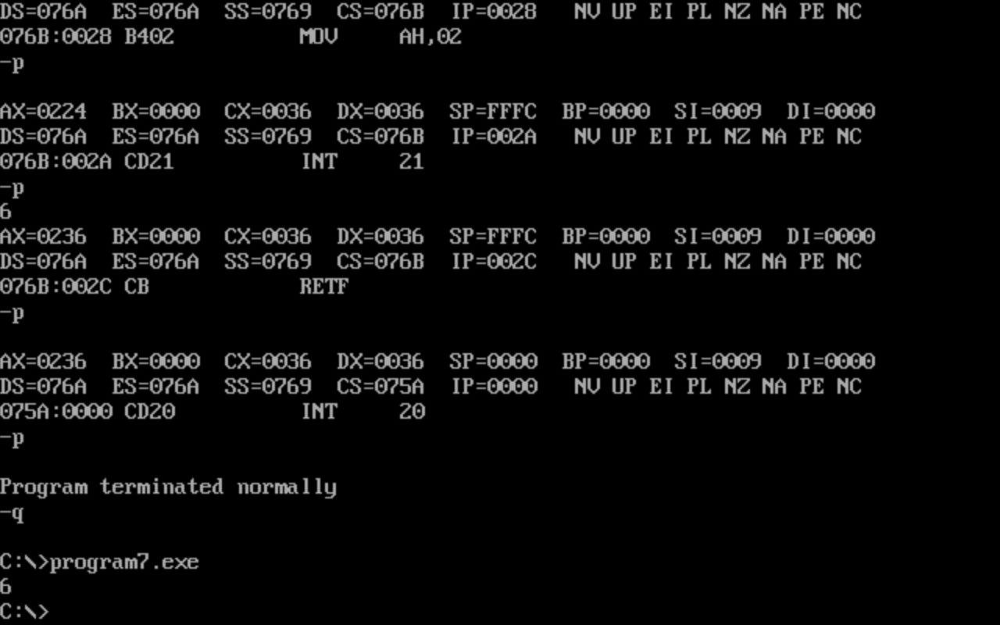 DS=076A  ES=076A  SS=0769  CS=076B  IP=0028   NV UP EI PL NZ NA PE NC
076B:0028 B402          MOV     AH,02
-p

AX=0224  BX=0000  CX=0036  DX=0036  SP=FFFC  BP=0000  SI=0009  DI=0000
DS=076A  ES=076A  SS=0769  CS=076B  IP=002A   NV UP EI PL NZ NA PE NC
076B:002A CD21          INT     21
-p
6
AX=0236  BX=0000  CX=0036  DX=0036  SP=FFFC  BP=0000  SI=0009  DI=0000
DS=076A  ES=076A  SS=0769  CS=076B  IP=002C   NV UP EI PL NZ NA PE NC
076B:002C CB            RETF
-p

AX=0236  BX=0000  CX=0036  DX=0036  SP=0000  BP=0000  SI=0009  DI=0000
DS=076A  ES=076A  SS=0769  CS=075A  IP=0000   NV UP EI PL NZ NA PE NC
075A:0000 CD20          INT     20
-p

Program terminated normally
-q

C:\>program7.exe
6
C:\>